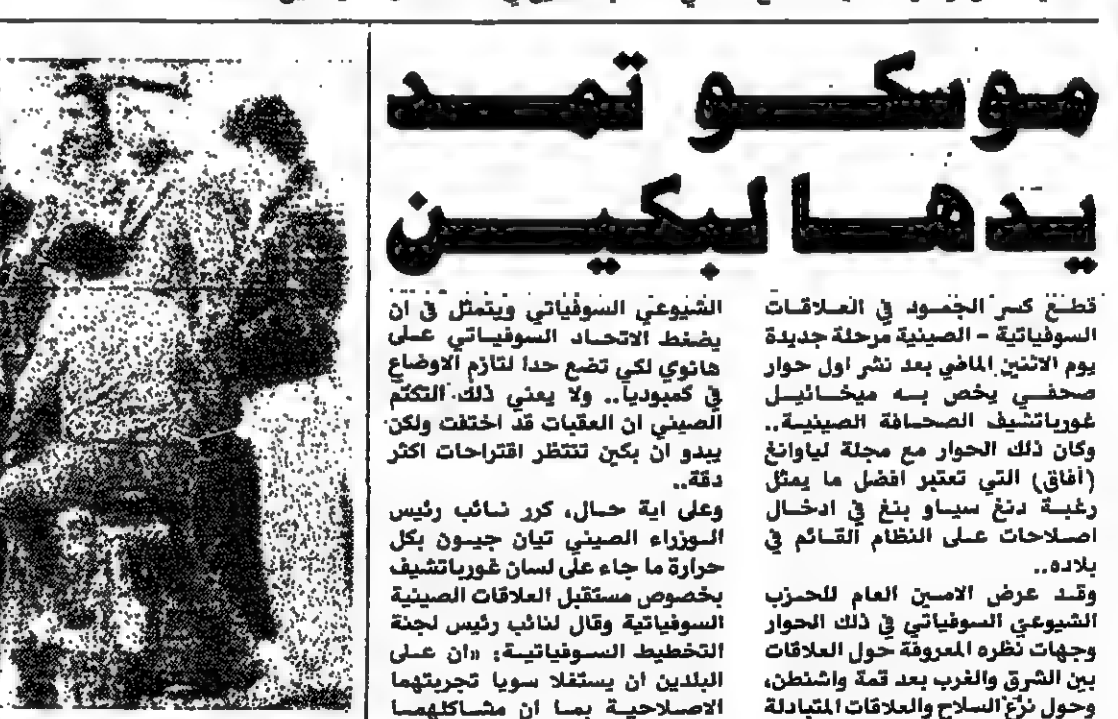 موسكو تمد
يدها لبكين
قطع كسر الجمود في العلاقات
السوفياتية - الصينية مرحلة جديدة
يوم الاثنين الماضي بعد نشر اول حوار
صحفي يخص به ميخائيل
غورباتشيف الصحافة الصينية..
وكان ذلك الحوار مع مجلة لياوانغ
(أفاق) التي تعتبر افضل ما يمثل
رغبة دنغ سياو بنغ في ادخال
اصلاحات على النظام القائم في
بلاده..
وقد عرض الامين العام للحزب
الشيوعي السوفياتي في ذلك الحوار
وجهات نظره المعروفة حول العلاقات
بين الشرق والغرب بعد قمة واشنطن،
وحول نزع السلاح والعلاقات المتبادلة
الشيوعي السوفياتي ويتمثل في ان
يضغط الاتحاد السوفياتي على
هانوي لكي تضع حدا لتازم الاوضاع
في كمبوديا.. ولا يعني ذلك التكتم
الصيني ان العقبات قد اختفت ولكن
يبدو ان بكين تنتظر اقتراحات اكثر
دقة..
وعلى اية حال، كرر نائب رئيس
الوزراء الصيني تيان جيون بكل
حرارة ما جاء على لسان غورباتشيف
بخصوص مستقبل العلاقات الصينية
السوفياتية وقال لنائب رئيس لجنة
التخطيط السوفياتية: «ان على
البلدين ان يستغلا سويا تجربتهما
الاصلاحية بما ان مشاكلهما